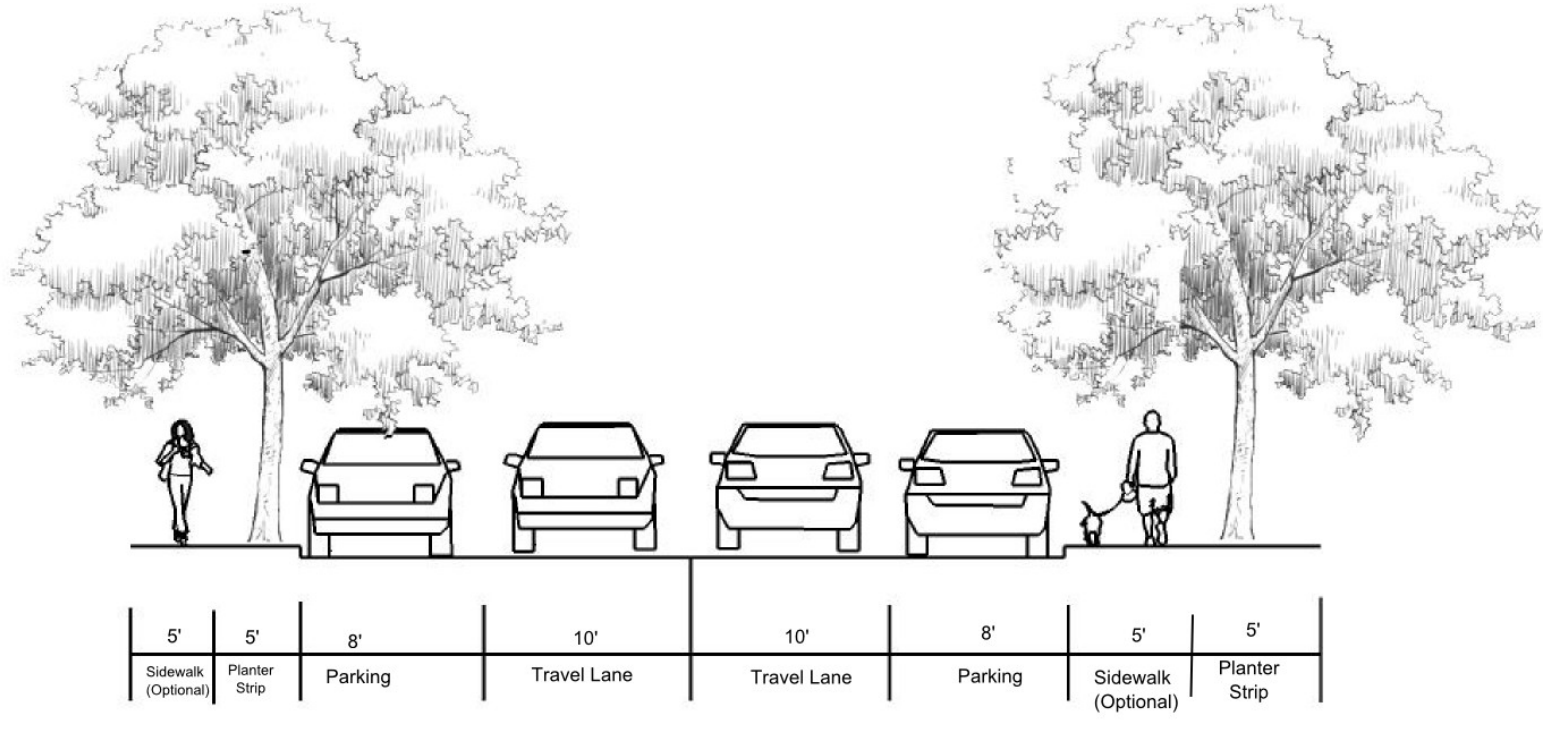 5' 5' 8' 10' 10' 8' 5' 5'
Sidewalk
(Optional)
Planter
Strip
Parking
Travel Lane
Travel Lane
Parking
Sidewalk
(Optional)
Planter
Strip